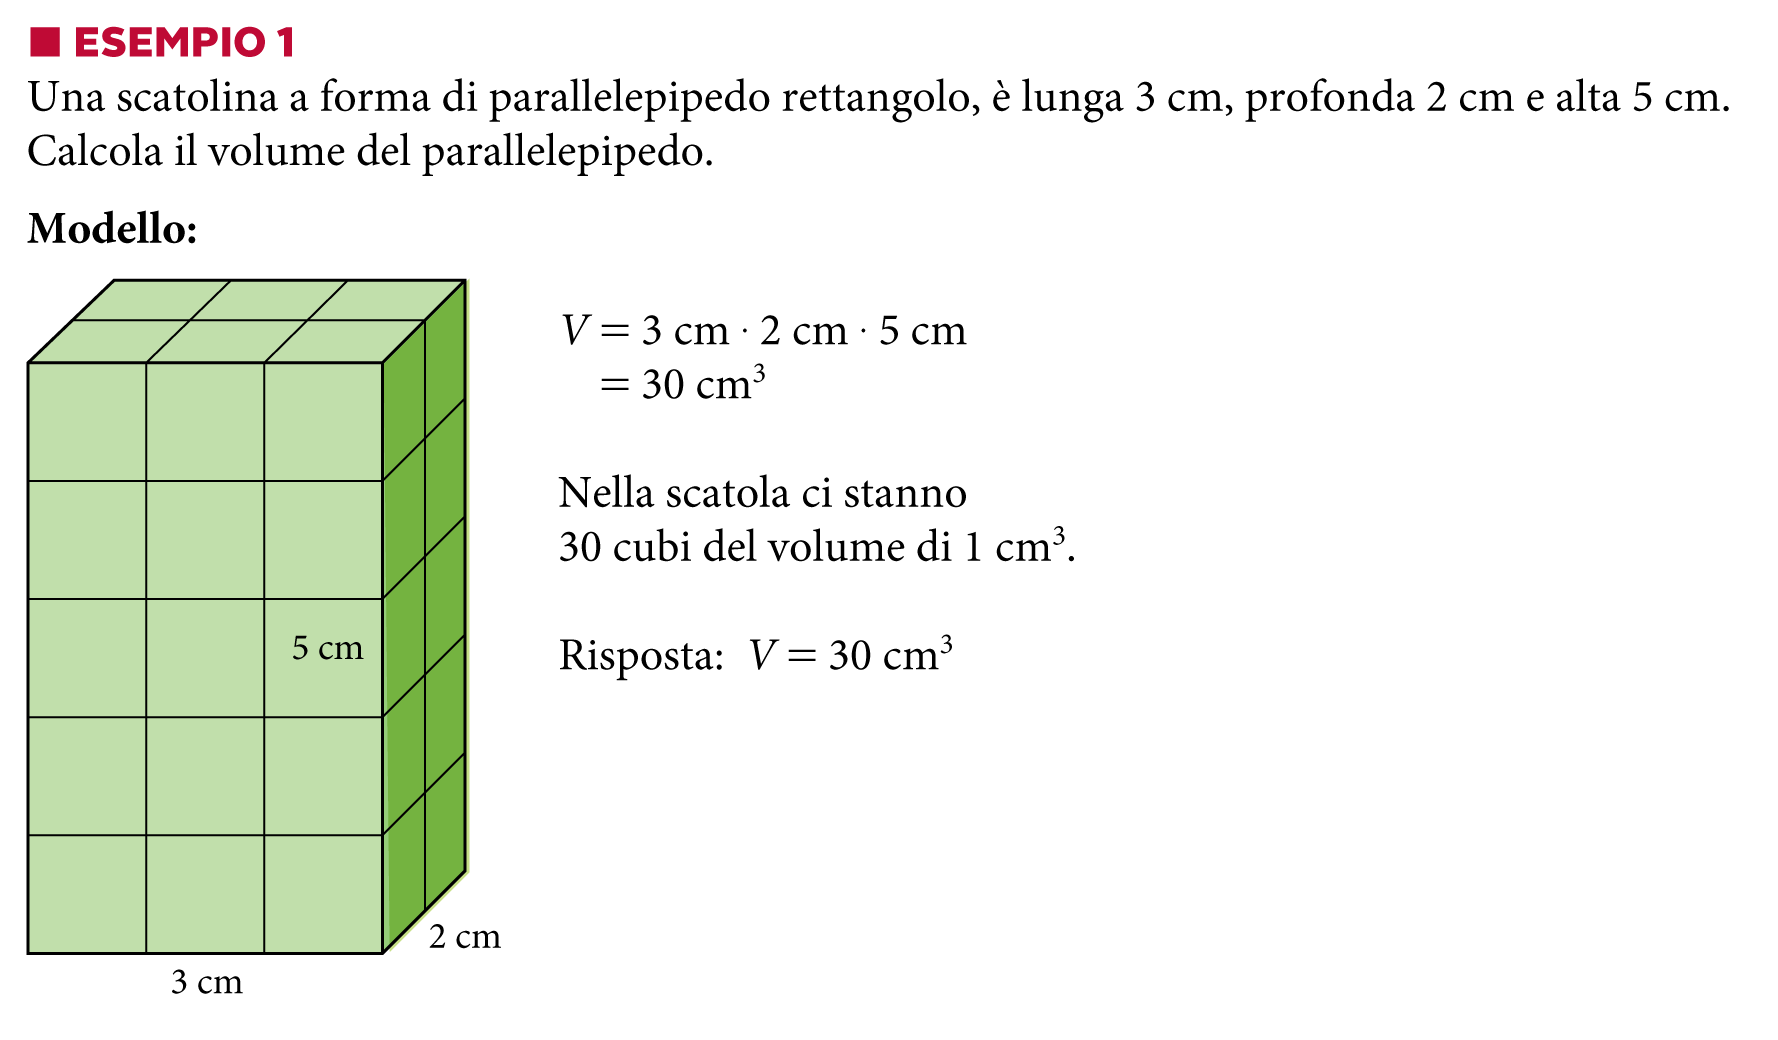 ■ ESEMPIO 1
Una scatolina a forma di parallelepipedo rettangolo, è lunga 3 cm, profonda 2 cm e alta 5 cm.
Calcola il volume del parallelepipedo.
Modello:
V = 3 cm · 2 cm · 5 cm
= 30 cm³
Nella scatola ci stanno
30 cubi del volume di 1 cm³.
5 cm
Risposta: V = 30 cm³
2 cm
3 cm